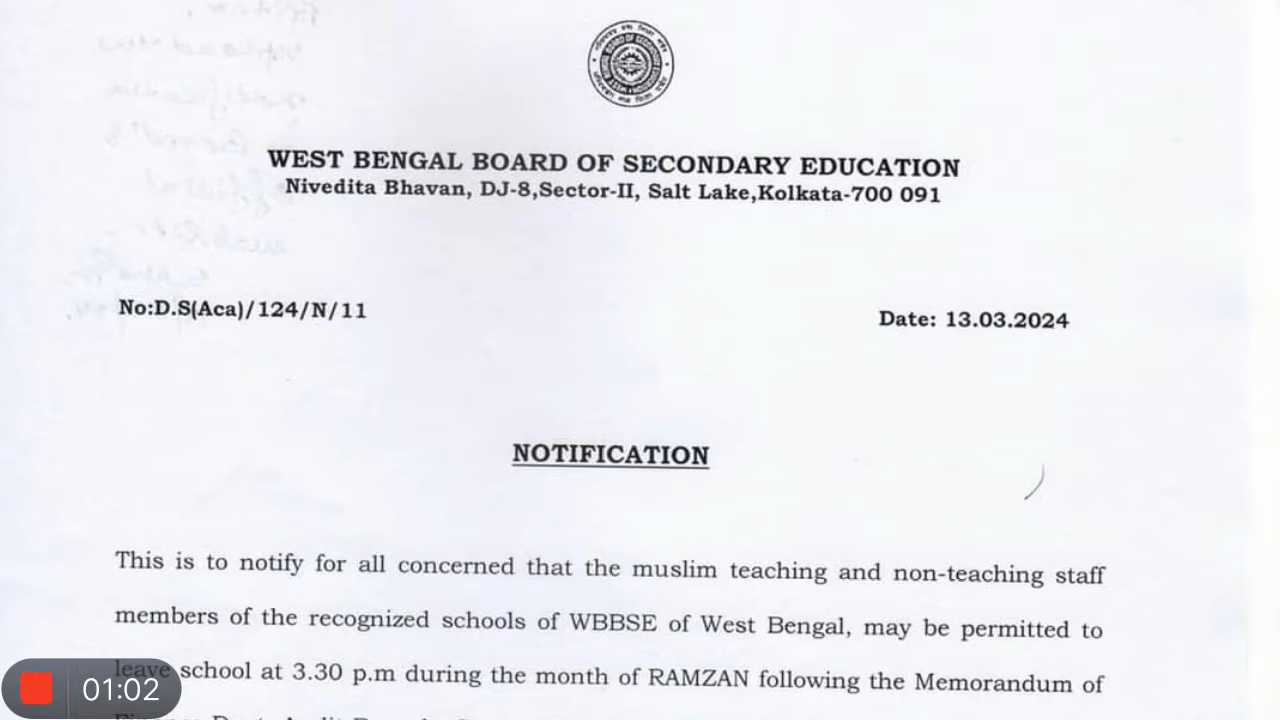 WEST BENGAL BOARD OF SECONDARY EDUCATION
Nivedita Bhavan, DJ-8,Sector-II, Salt Lake,Kolkata-700 091
No:D.S(Aca)/124/N/11
Date: 13.03.2024
NOTIFICATION
This is to notify for all concerned that the muslim teaching and non-teaching staff
members of the recognized schools of WBBSE of West Bengal, may be permitted to
leave school at 3.30 p.m during the month of RAMZAN following the Memorandum of
01:02